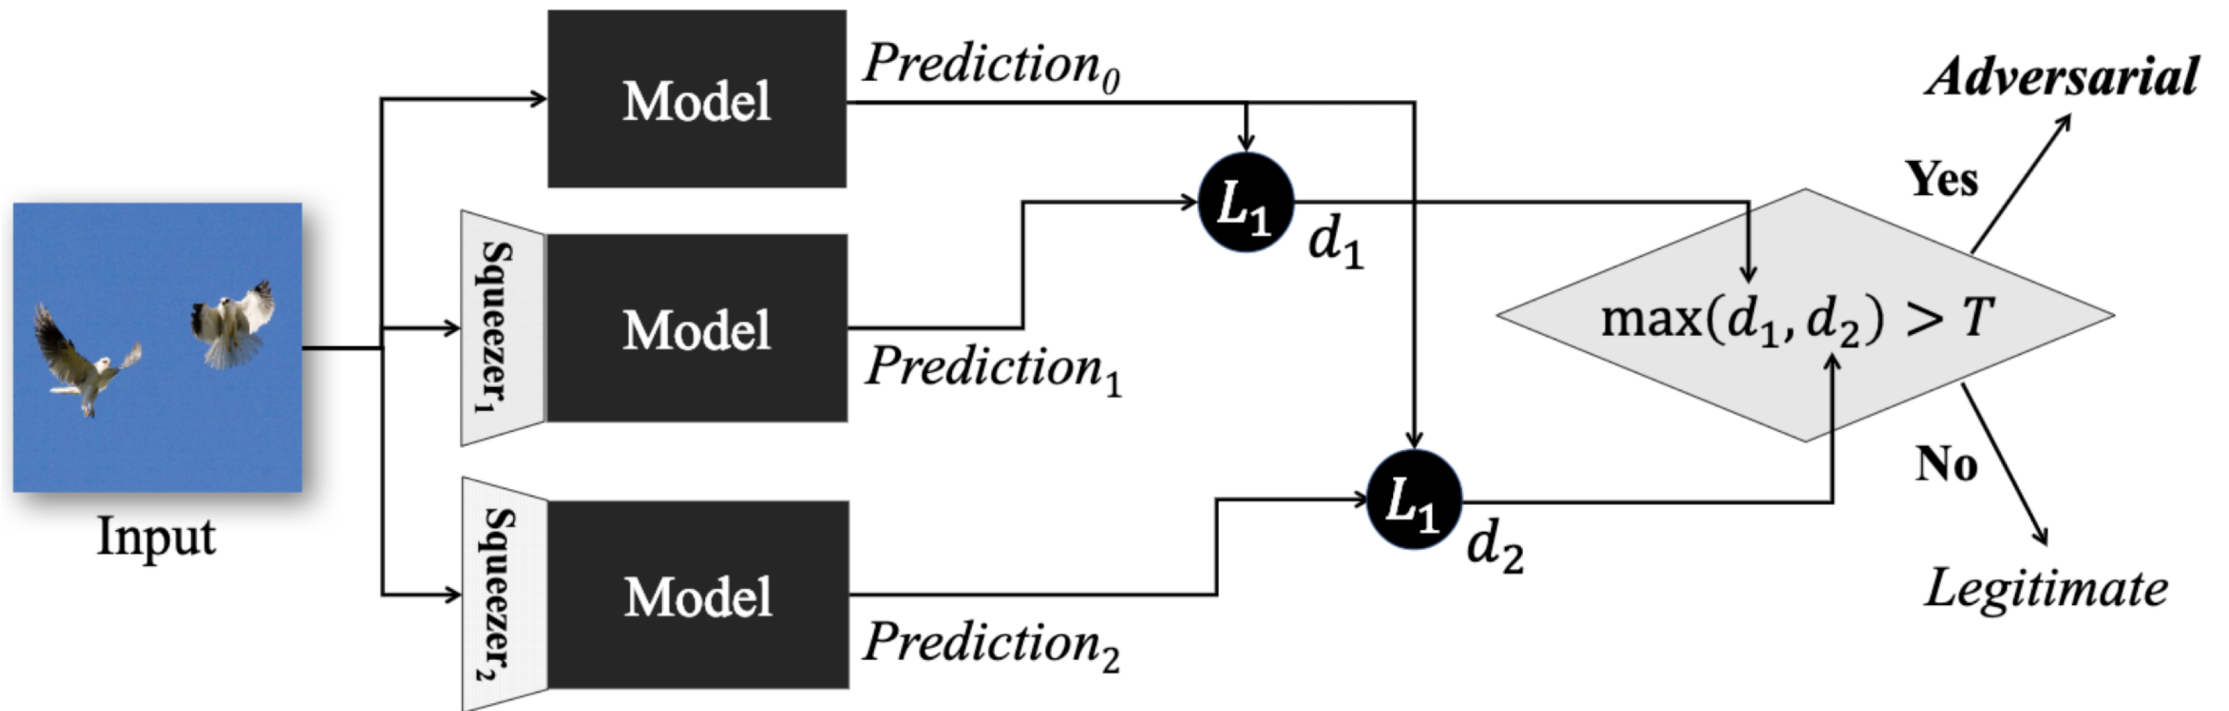 Model
Prediction₀
Adversarial
Yes
L₁
d₁
Squeezer₁
Model
max(d₁, d₂) > T
Prediction₁
No
L₁
d₂
Input
Squeezer₂
Model
Legitimate
Prediction₂